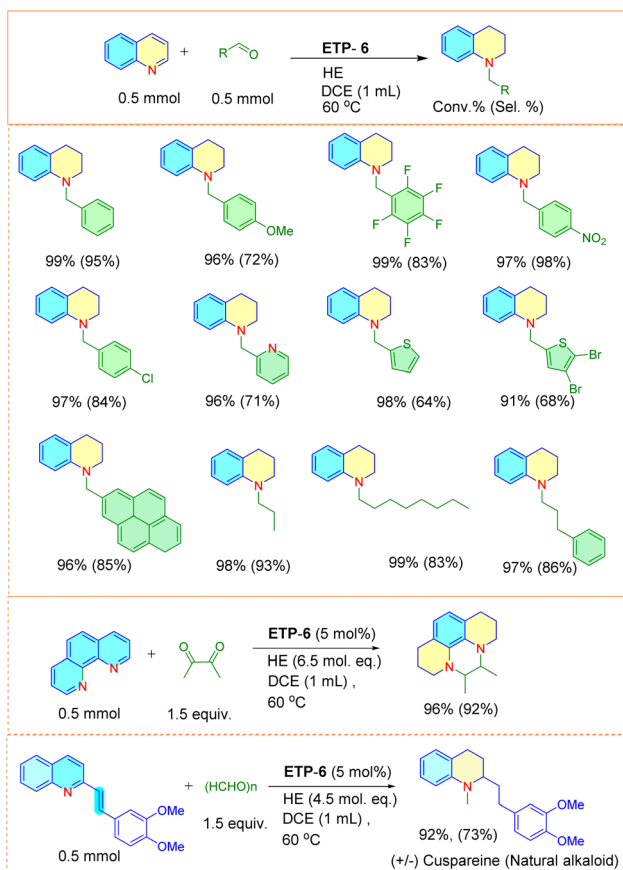 ETP- 6
HE
DCE (1 mL)
60 °C
N
+
R
O
0.5 mmol
0.5 mmol
N
R
Conv.% (Sel. %)
N
99% (95%)
N
OMe
96% (72%)
N
F
F
F
F
F
99% (83%)
N
NO₂
97% (98%)
N
Cl
97% (84%)
N
N
96% (71%)
N
S
98% (64%)
N
S
Br
Br
91% (68%)
N
96% (85%)
N
98% (93%)
N
99% (83%)
N
97% (86%)
N
N
0.5 mmol
+
O
O
1.5 equiv.
ETP-6 (5 mol%)
HE (6.5 mol. eq.)
DCE (1 mL) ,
60 °C
N
N
96% (92%)
N
OMe
OMe
0.5 mmol
+
(HCHO)n
1.5 equiv.
ETP-6 (5 mol%)
HE (4.5 mol. eq.)
DCE (1 mL) ,
60 °C
N
OMe
OMe
92%, (73%)
(+/-) Cuspareine (Natural alkaloid)